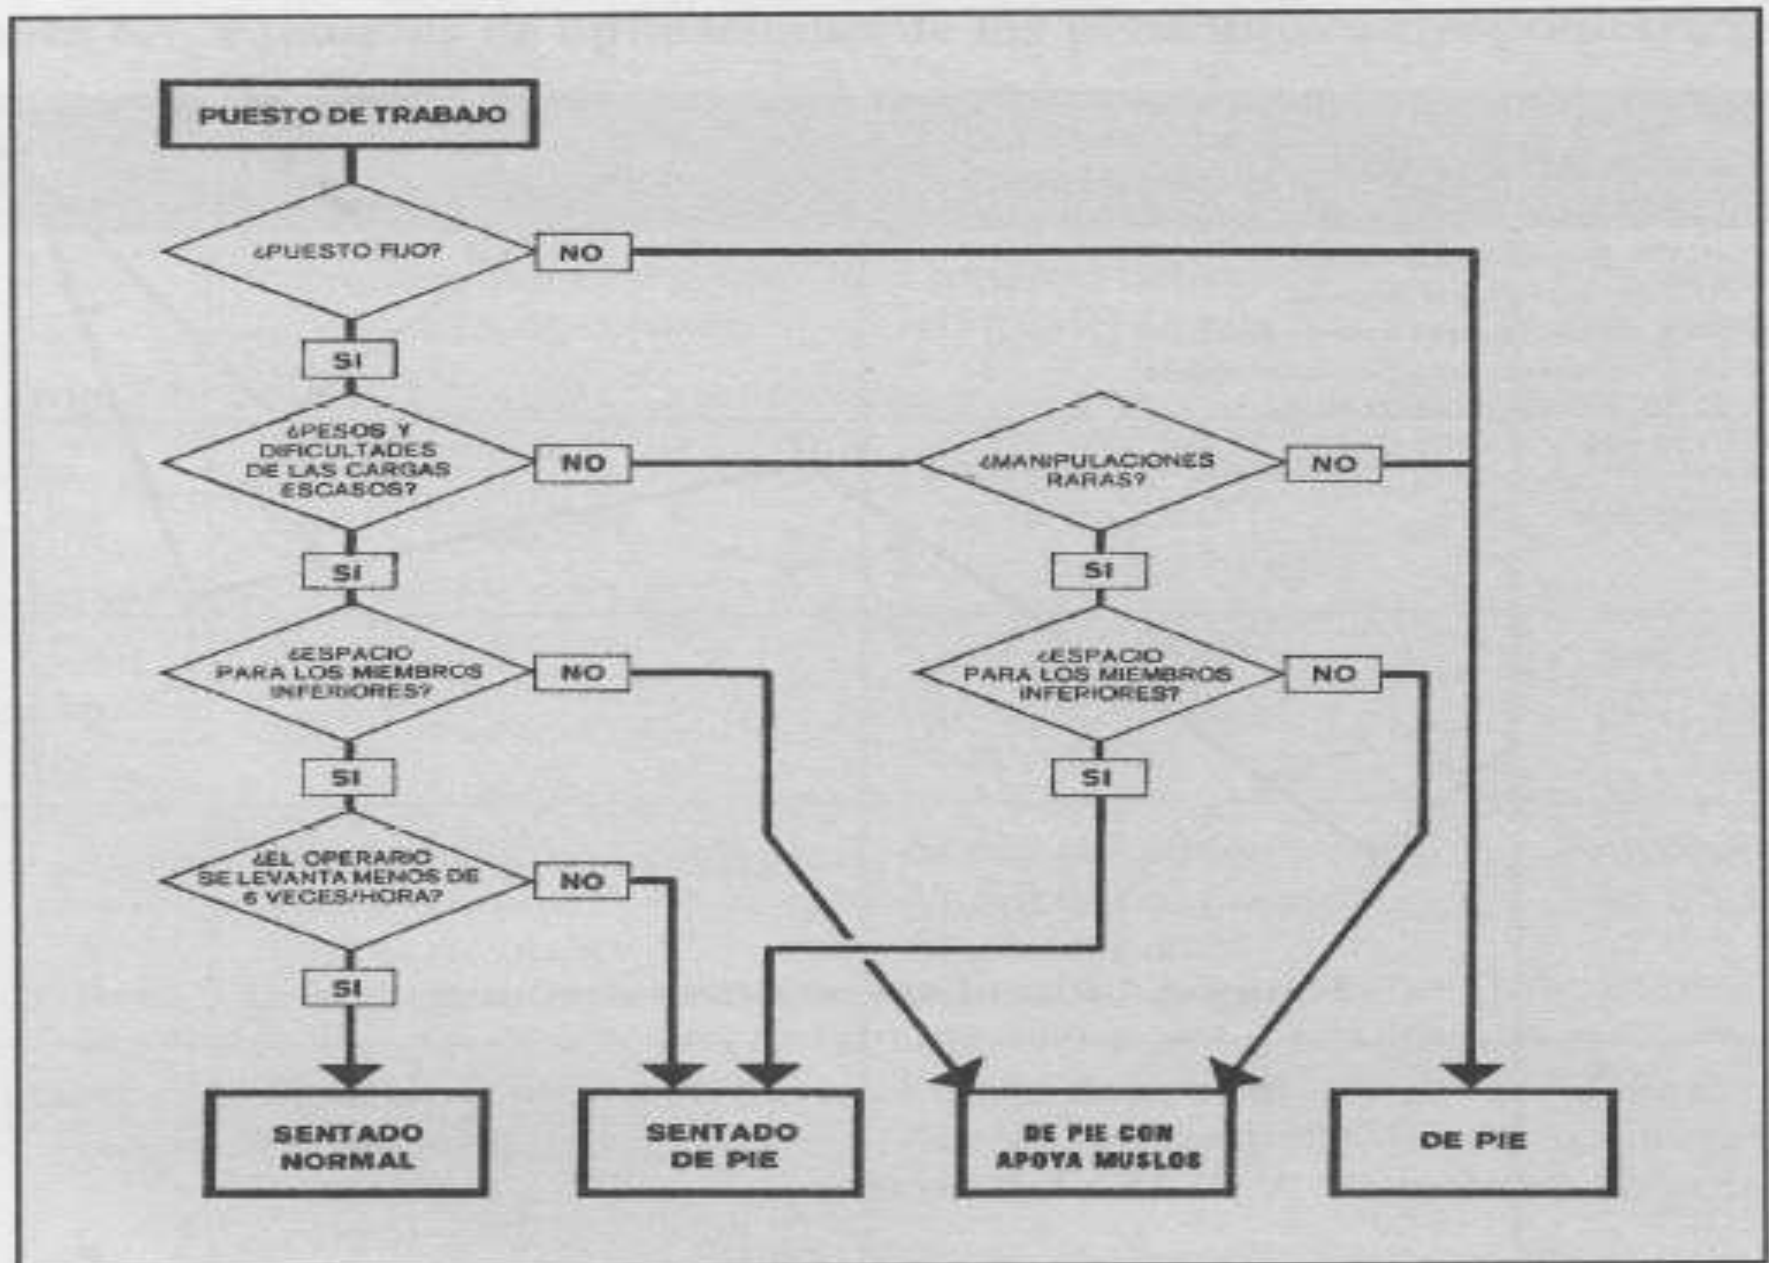 PUESTO DE TRABAJO
¿PUESTO FIJO?
NO
SI
¿PESOS Y
DIFICULTADES
DE LAS CARGAS
ESCASOS?
NO
¿MANIPULACIONES
RARAS?
NO
SI
SI
¿ESPACIO
PARA LOS MIEMBROS
INFERIORES?
NO
¿ESPACIO
PARA LOS MIEMBROS
INFERIORES?
NO
SI
SI
¿EL OPERARIO
SE LEVANTA MENOS DE
5 VECES/HORA?
NO
SI
SENTADO
NORMAL
SENTADO
DE PIE
DE PIE CON
APOYA MUSLOS
DE PIE